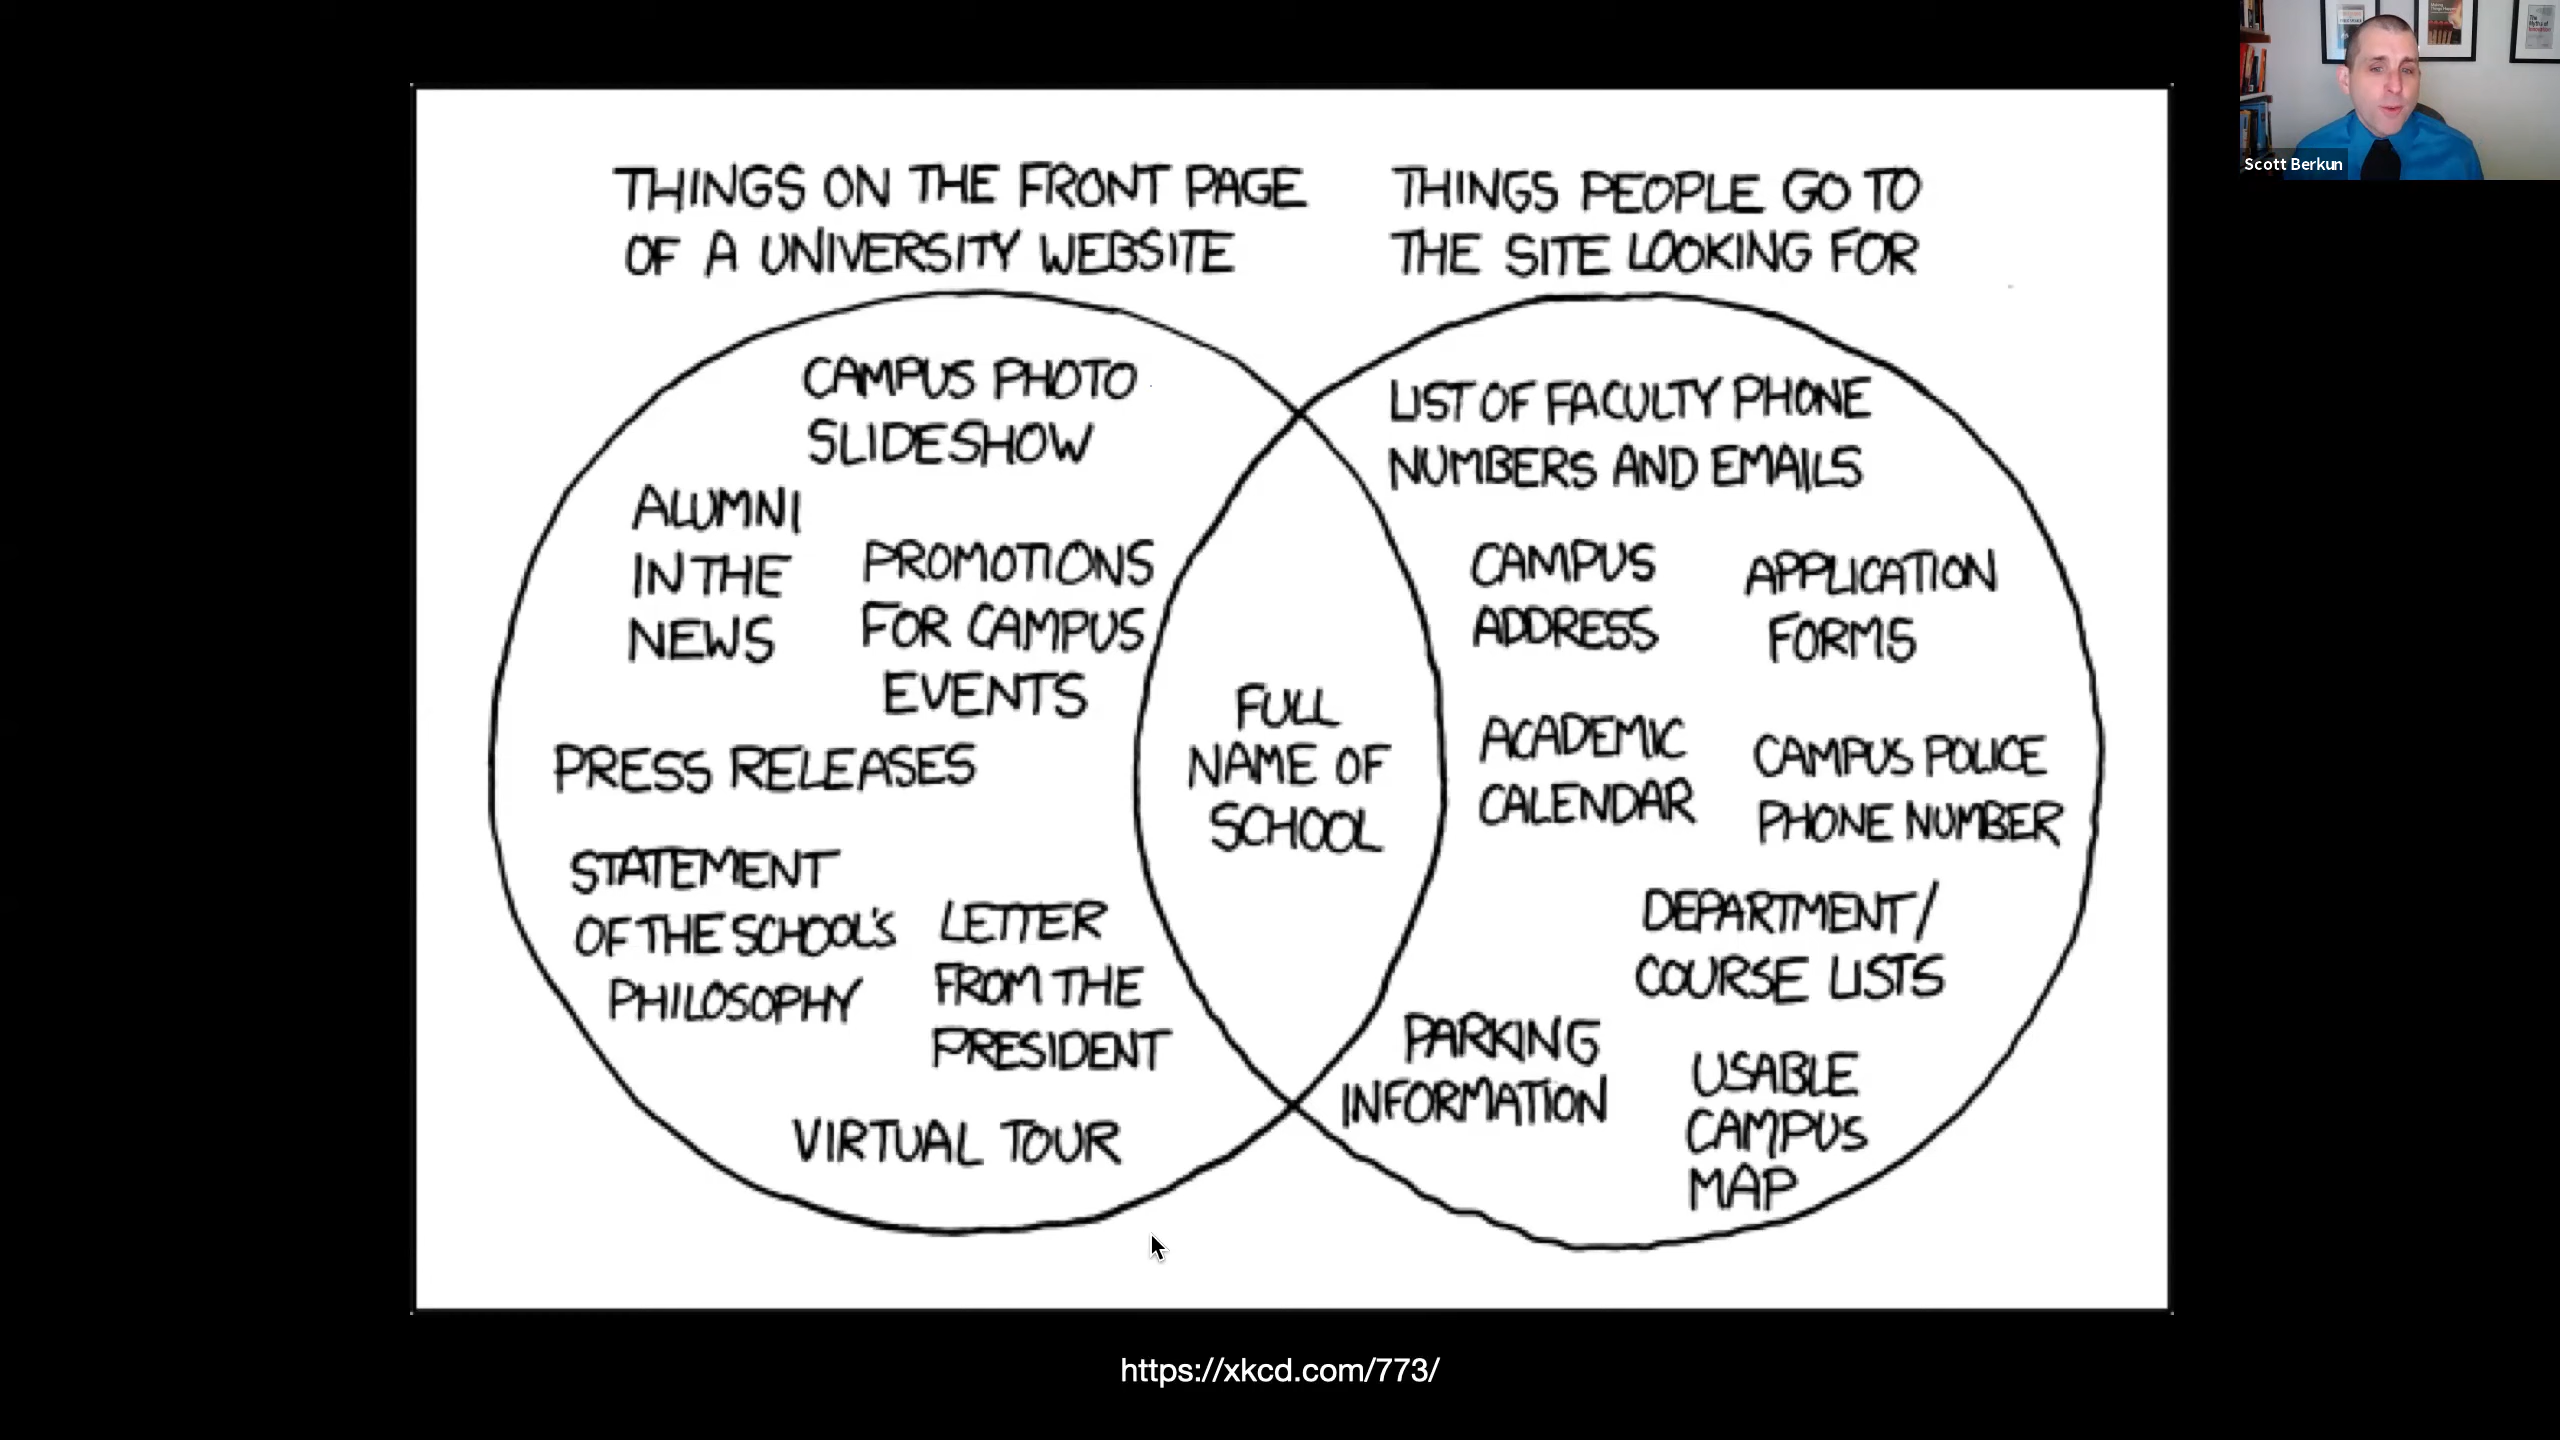 THINGS ON THE FRONT PAGE
OF A UNIVERSITY WEBSITE
THINGS PEOPLE GO TO
THE SITE LOOKING FOR
CAMPUS PHOTO
SLIDESHOW
ALUMNI
IN THE
NEWS
PROMOTIONS
FOR CAMPUS
EVENTS
PRESS RELEASES
STATEMENT
OF THE SCHOOL'S
PHILOSOPHY
LETTER
FROM THE
PRESIDENT
VIRTUAL TOUR
FULL
NAME OF
SCHOOL
LIST OF FACULTY PHONE
NUMBERS AND EMAILS
CAMPUS
ADDRESS
APPLICATION
FORMS
ACADEMIC
CALENDAR
CAMPUS POLICE
PHONE NUMBER
DEPARTMENT/
COURSE LISTS
PARKING
INFORMATION
USABLE
CAMPUS
MAP
https://xkcd.com/773/
Scott Berkun